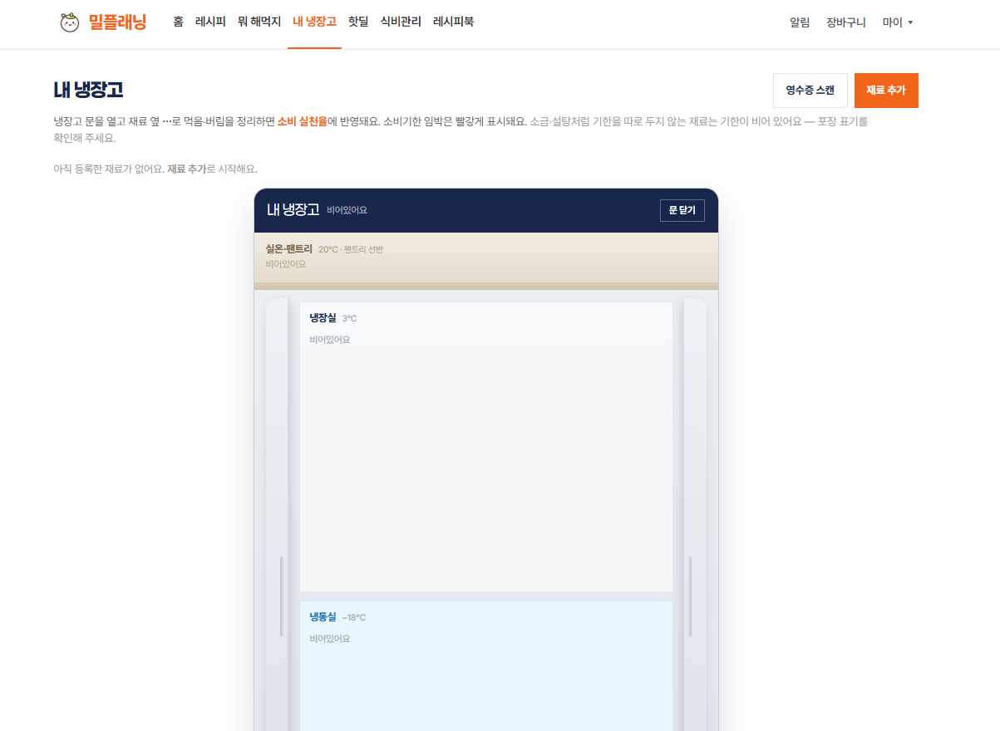 밀플래닝 홈 레시피 뭐 해먹지 내 냉장고 핫딜 식비관리 레시피북 알림 장바구니 마이 ▼
내 냉장고 영수증 스캔 재료 추가
냉장고 문을 열고 재료 옆 ⋯로 먹음·버림을 정리하면 소비 실천율에 반영돼요. 소비기한 임박은 빨갛게 표시돼요. 소금·설탕처럼 기한을 따로 두지 않는 재료는 기한이 비어 있어요 — 포장 표기를
확인해 주세요.
아직 등록한 재료가 없어요. 재료 추가로 시작해요.
내 냉장고 비어있어요 문 닫기
실온·팬트리 20°C · 팬트리 선반
비어있어요
냉장실 3°C
비어있어요
냉동실 −18°C
비어있어요